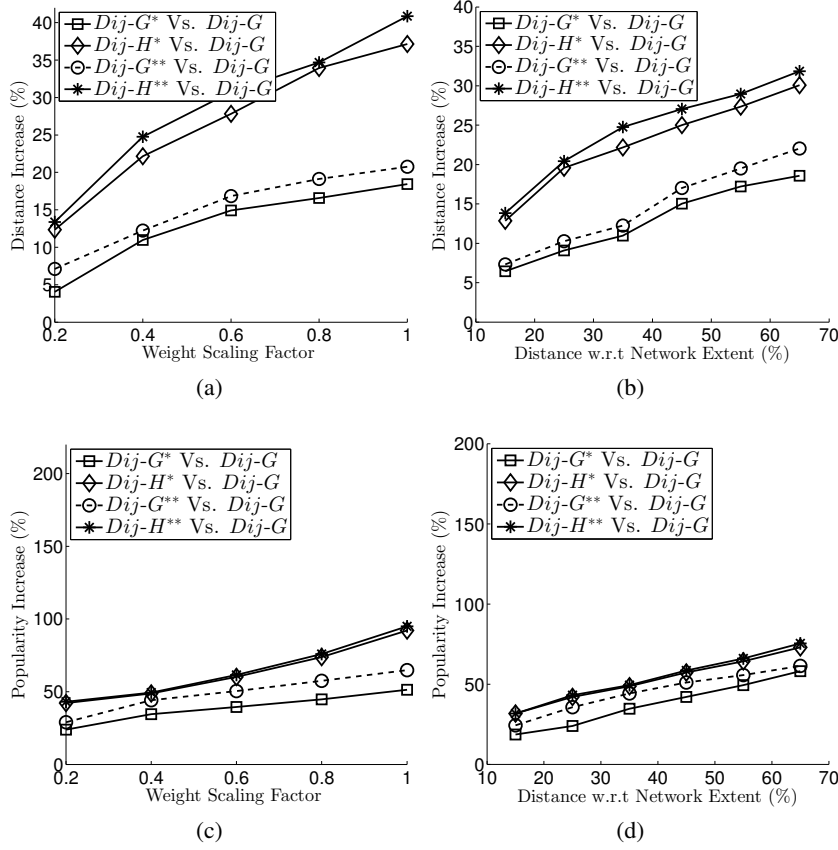 Dij-G* Vs. Dij-G
Dij-H* Vs. Dij-G
Dij-G** Vs. Dij-G
Dij-H** Vs. Dij-G
40
35
30
25
20
15
10
5
0
0.2 0.4 0.6 0.8 1
Distance Increase (%)
Weight Scaling Factor
(a)
Dij-G* Vs. Dij-G
Dij-H* Vs. Dij-G
Dij-G** Vs. Dij-G
Dij-H** Vs. Dij-G
40
35
30
25
20
15
10
5
0
10 20 30 40 50 60 70
Distance Increase (%)
Distance w.r.t Network Extent (%)
(b)
Dij-G* Vs. Dij-G
Dij-H* Vs. Dij-G
Dij-G** Vs. Dij-G
Dij-H** Vs. Dij-G
200
150
100
50
0
0.2 0.4 0.6 0.8 1
Popularity Increase (%)
Weight Scaling Factor
(c)
Dij-G* Vs. Dij-G
Dij-H* Vs. Dij-G
Dij-G** Vs. Dij-G
Dij-H** Vs. Dij-G
200
150
100
50
0
10 20 30 40 50 60 70
Popularity Increase (%)
Distance w.r.t Network Extent (%)
(d)